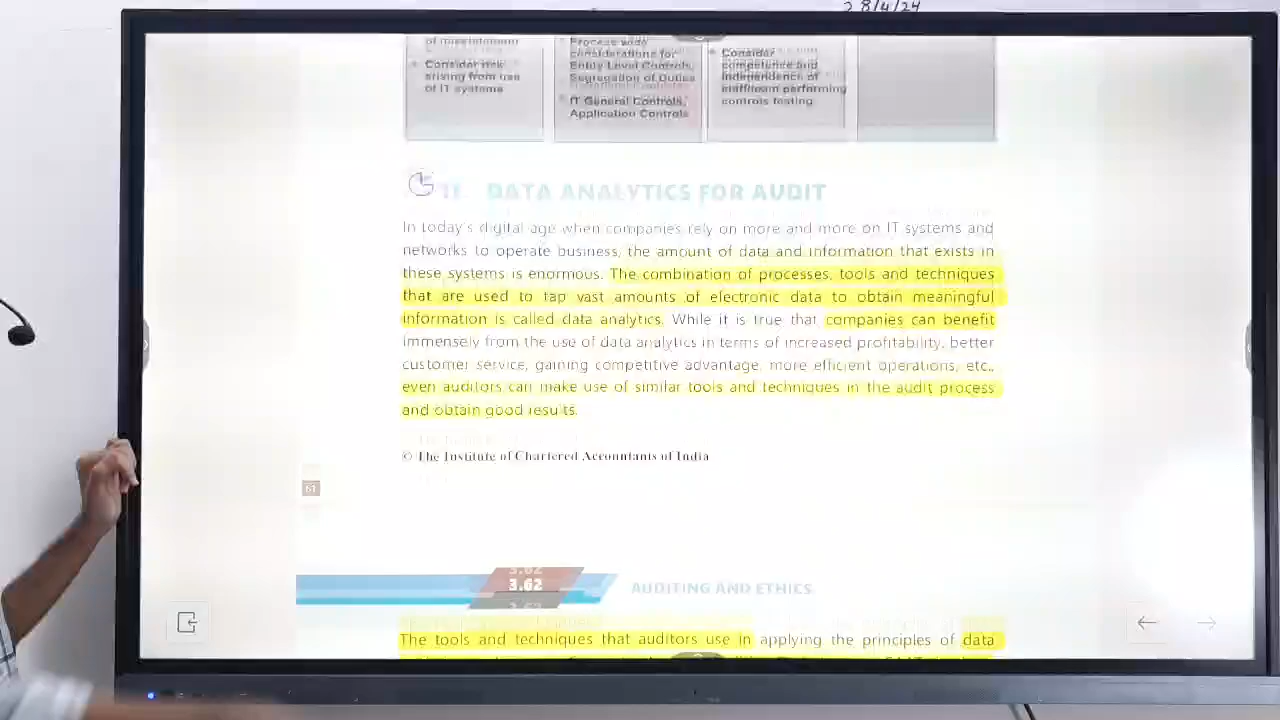 28/4/24
of misstatement
Consider risk
arising from use
of IT systems
Process wide
considerations for
Entity Level Controls,
Segregation of Duties
IT General Controls,
Application Controls
Consider
competence and
independence of
staff/team performing
controls testing
11. DATA ANALYTICS FOR AUDIT
In today's digital age when companies rely on more and more on IT systems and
networks to operate business, the amount of data and information that exists in
these systems is enormous. The combination of processes, tools and techniques
that are used to tap vast amounts of electronic data to obtain meaningful
information is called data analytics. While it is true that companies can benefit
immensely from the use of data analytics in terms of increased profitability, better
customer service, gaining competitive advantage, more efficient operations, etc.,
even auditors can make use of similar tools and techniques in the audit process
and obtain good results.
© The Institute of Chartered Accountants of India
61
3.62
AUDITING AND ETHICS
The tools and techniques that auditors use in applying the principles of data